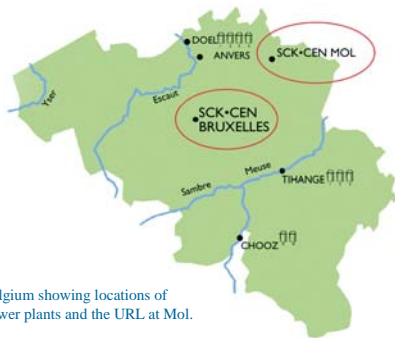 DOEL
ANVERS
SCK•CEN MOL
Yser
Escaut
SCK•CEN
BRUXELLES
Meuse
Sambre
TIHANGE
CHOOZ
lgium showing locations of
wer plants and the URL at Mol.